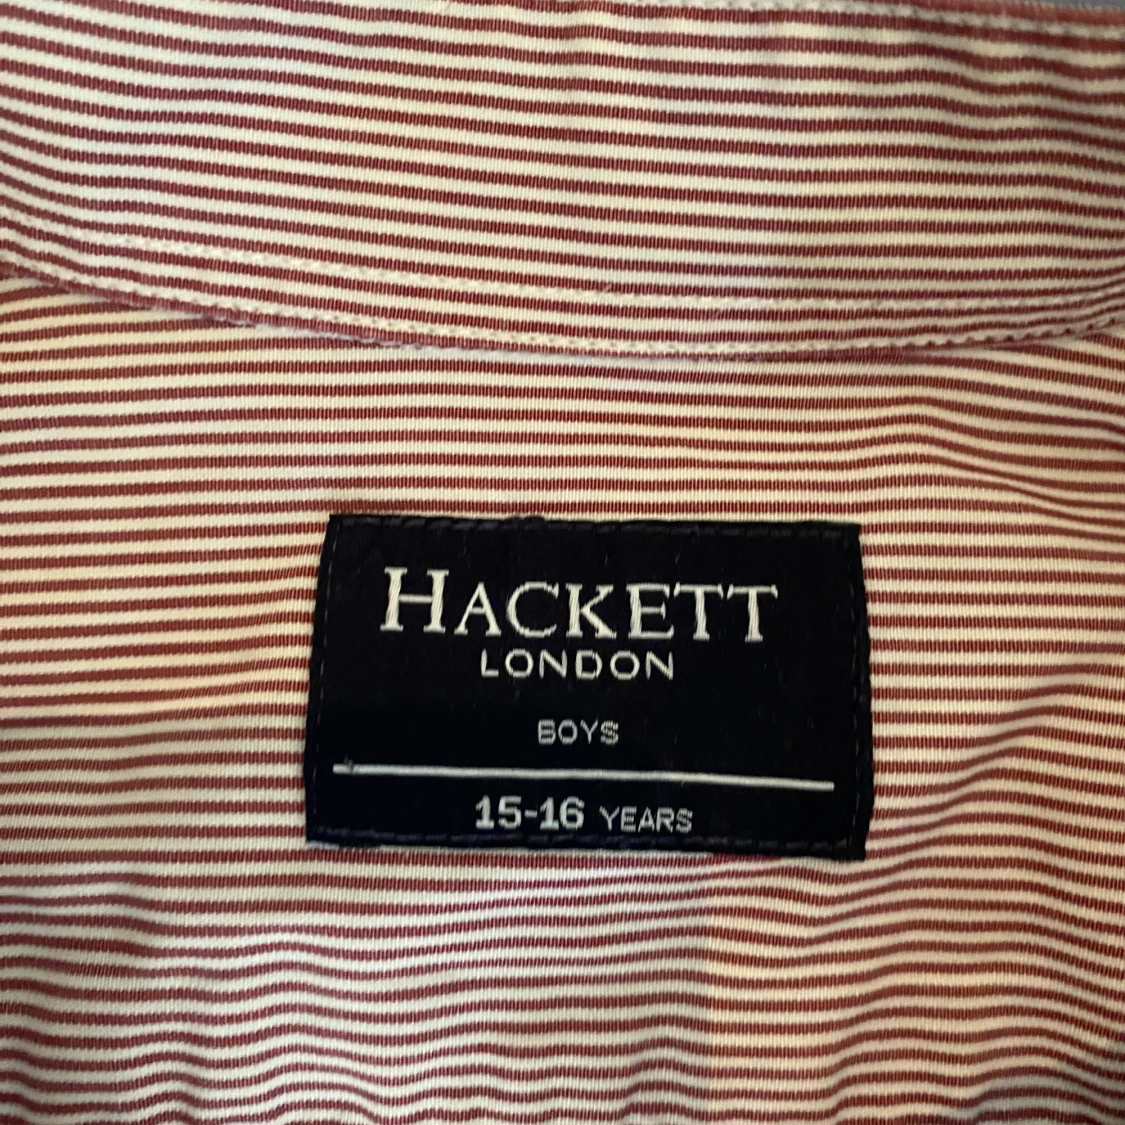 HACKETT
LONDON
BOYS
15-16 YEARS